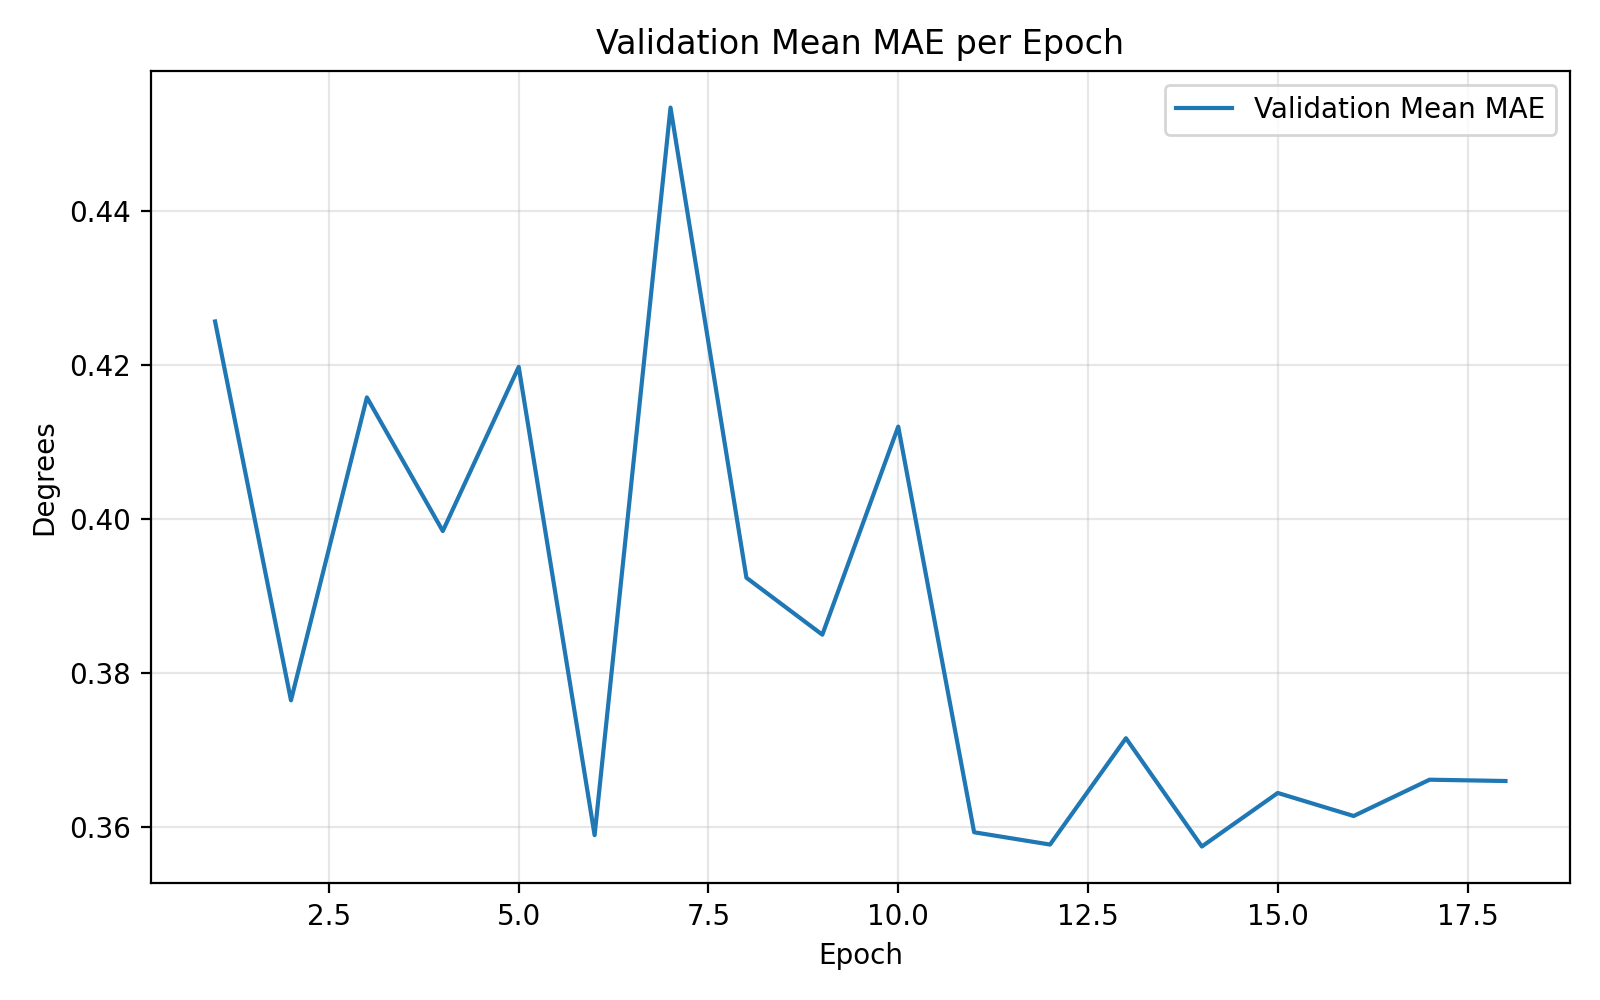 Validation Mean MAE per Epoch
Validation Mean MAE
0.44
0.42
0.40
0.38
0.36
Degrees
2.5 5.0 7.5 10.0 12.5 15.0 17.5
Epoch